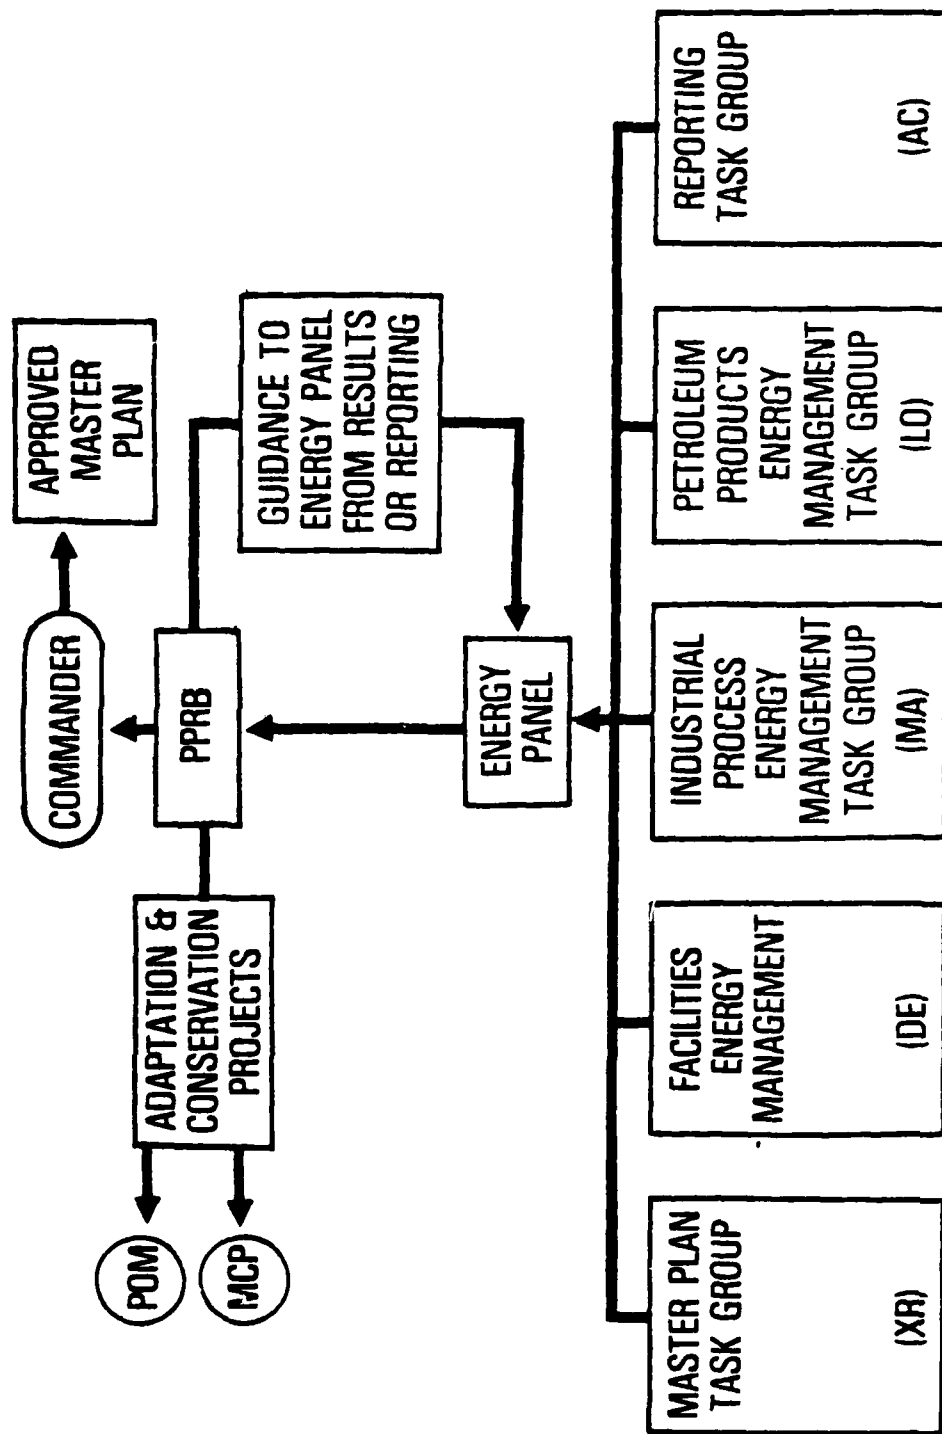 COMMANDER
APPROVED
MASTER
PLAN
ADAPTATION &
CONSERVATION
PROJECTS
PPRB
POM
MCP
GUIDANCE TO
ENERGY PANEL
FROM RESULTS
OR REPORTING
ENERGY
PANEL
MASTER PLAN
TASK GROUP
(XR)
FACILITIES
ENERGY
MANAGEMENT
(DE)
INDUSTRIAL
PROCESS
ENERGY
MANAGEMENT
TASK GROUP
(MA)
PETROLEUM
PRODUCTS
ENERGY
MANAGEMENT
TASK GROUP
(LO)
REPORTING
TASK GROUP
(AC)